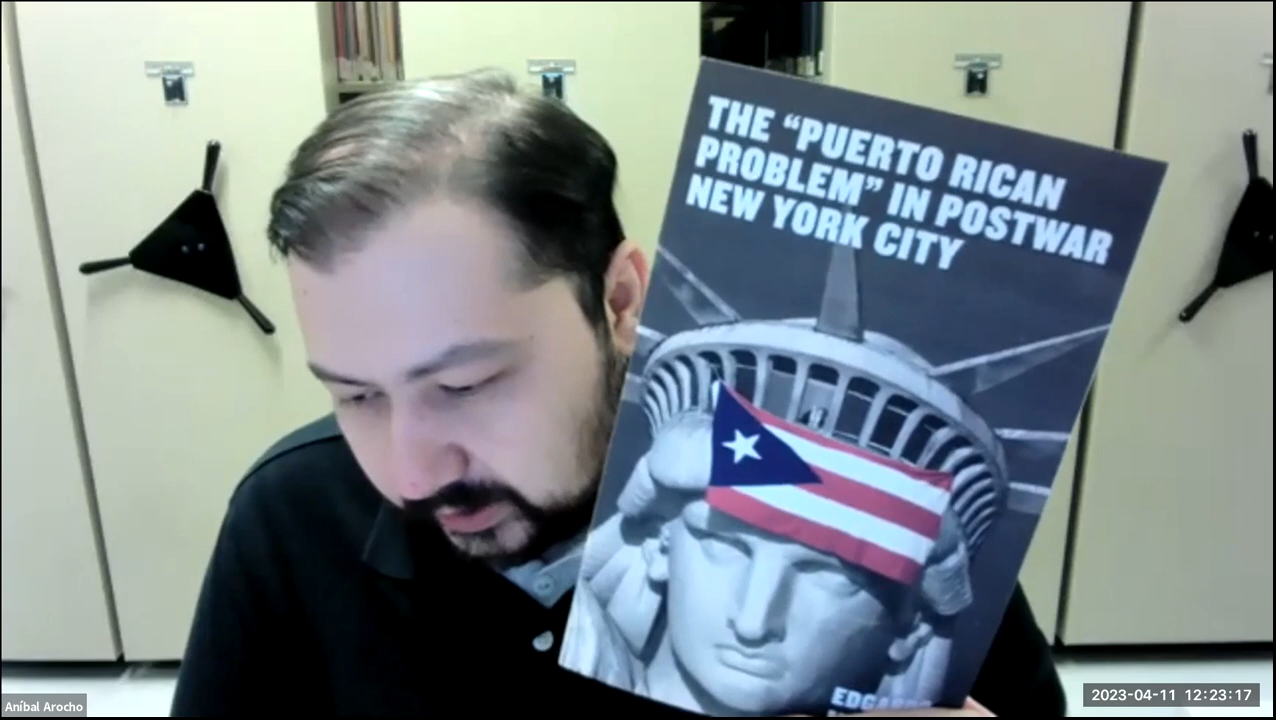 THE “PUERTO RICAN
PROBLEM” IN POSTWAR
NEW YORK CITY
Aníbal Arocho
2023-04-11 12:23:17